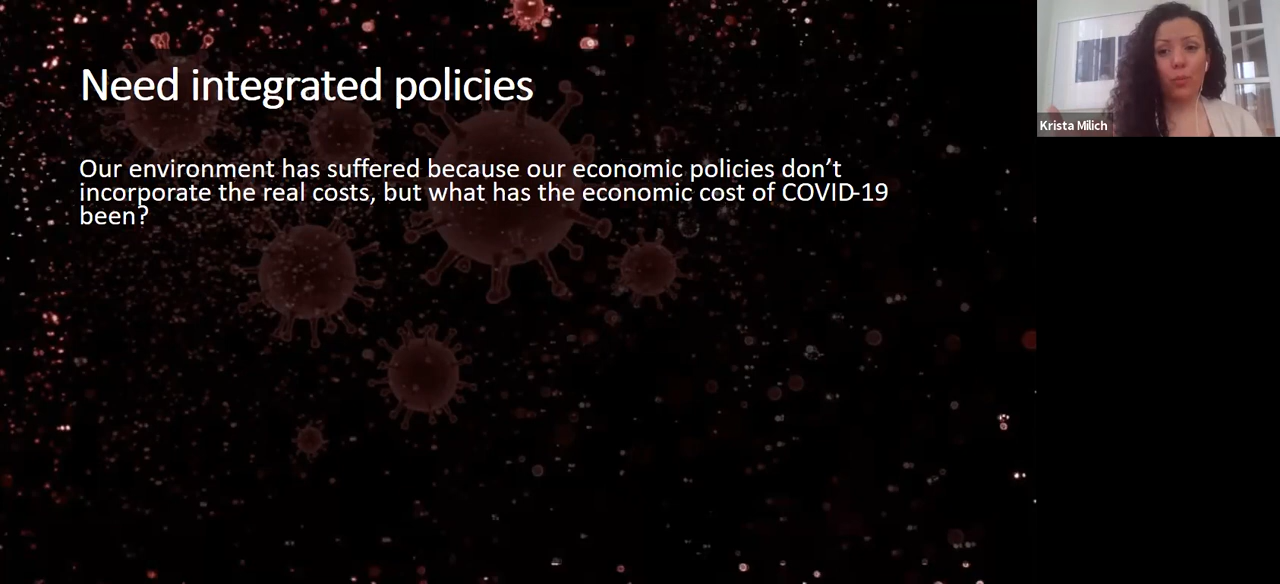 Need integrated policies
Our environment has suffered because our economic policies don’t
incorporate the real costs, but what has the economic cost of COVID-19
been?
Krista Milich